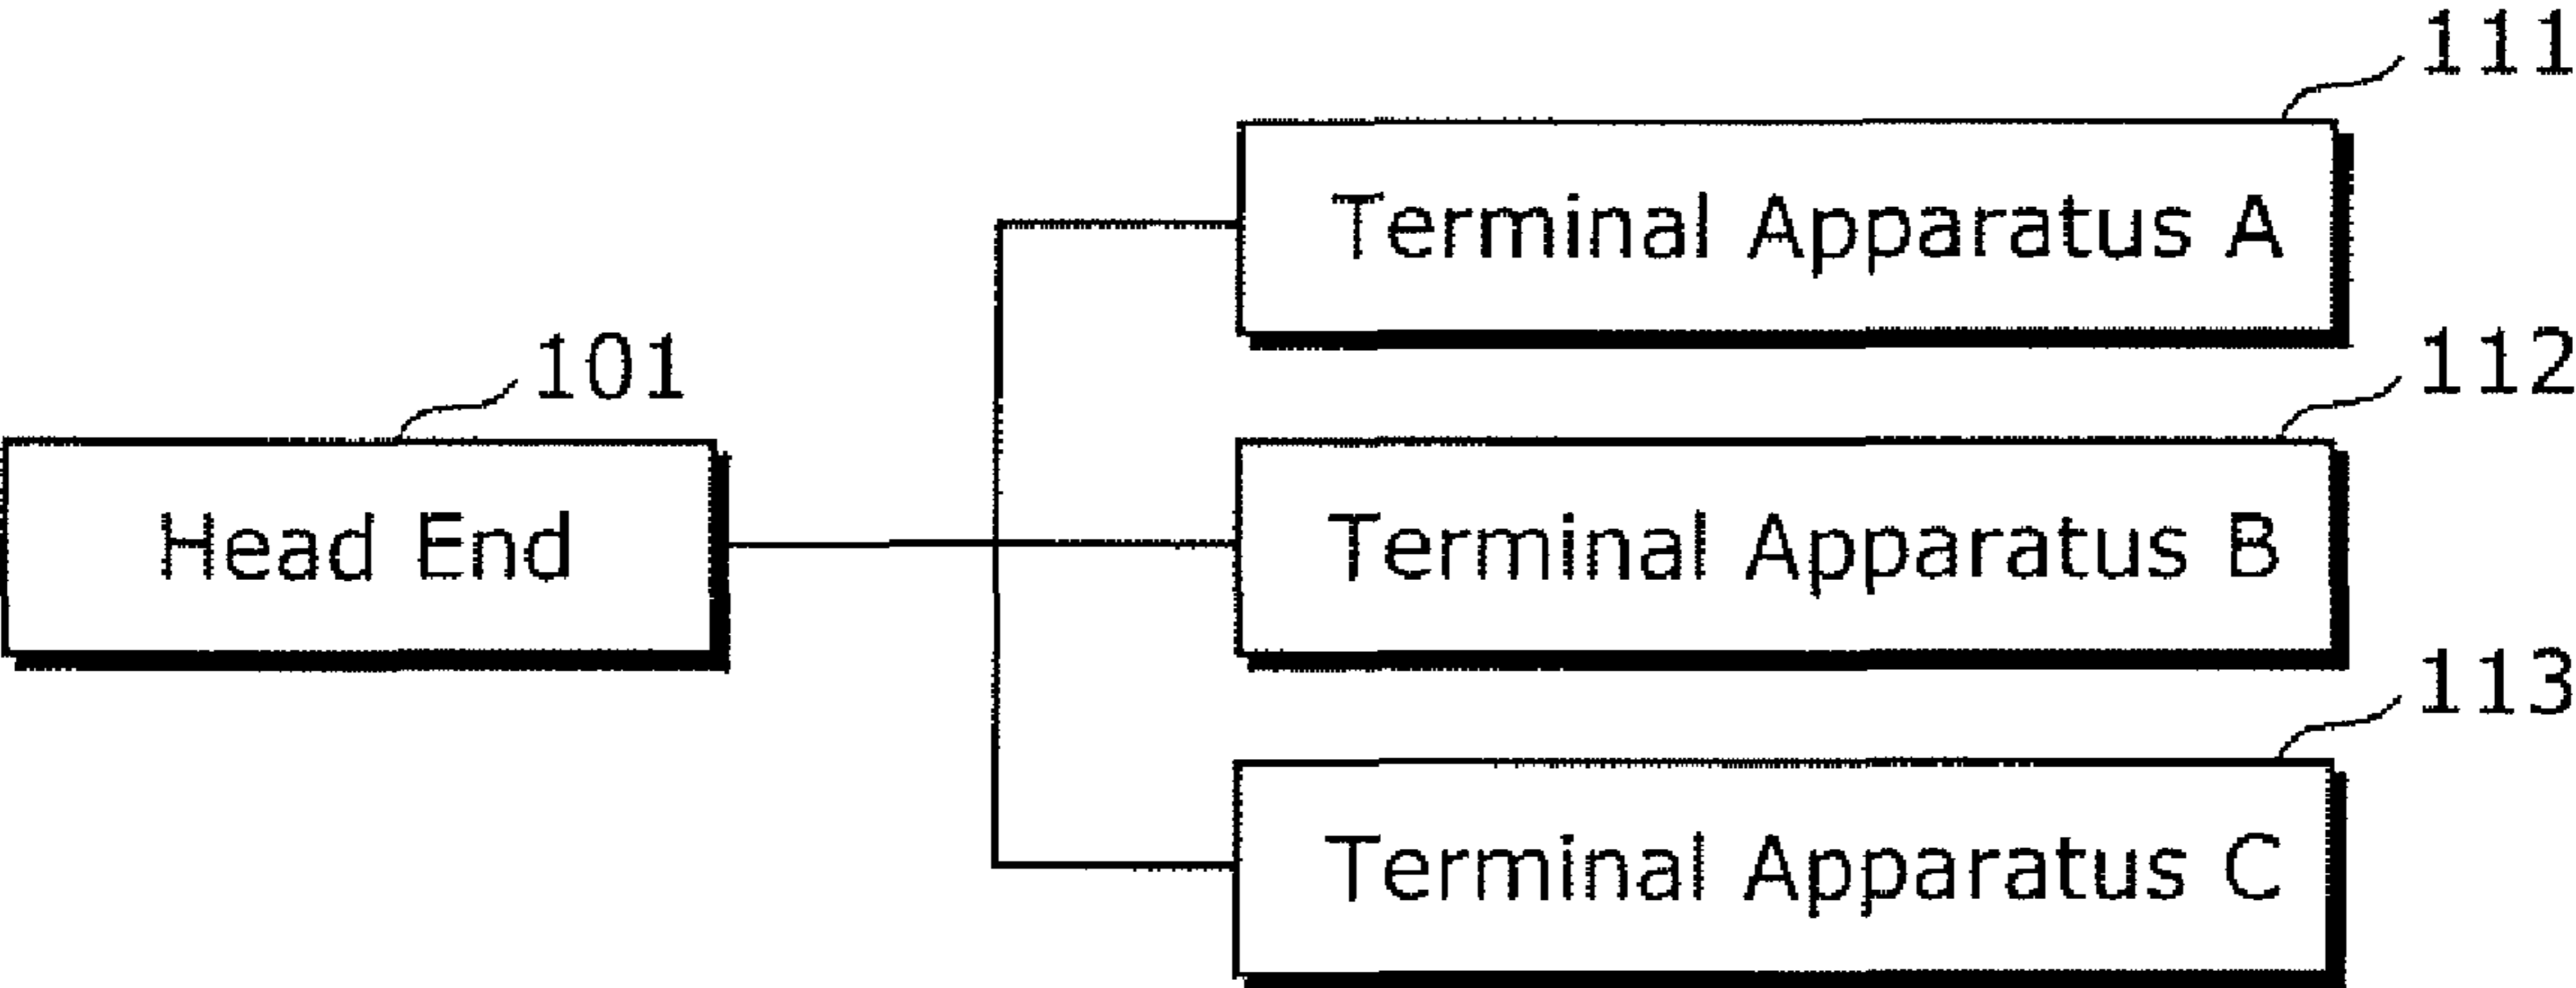 111
Terminal Apparatus A
101
112
Head End
Terminal Apparatus B
113
Terminal Apparatus C